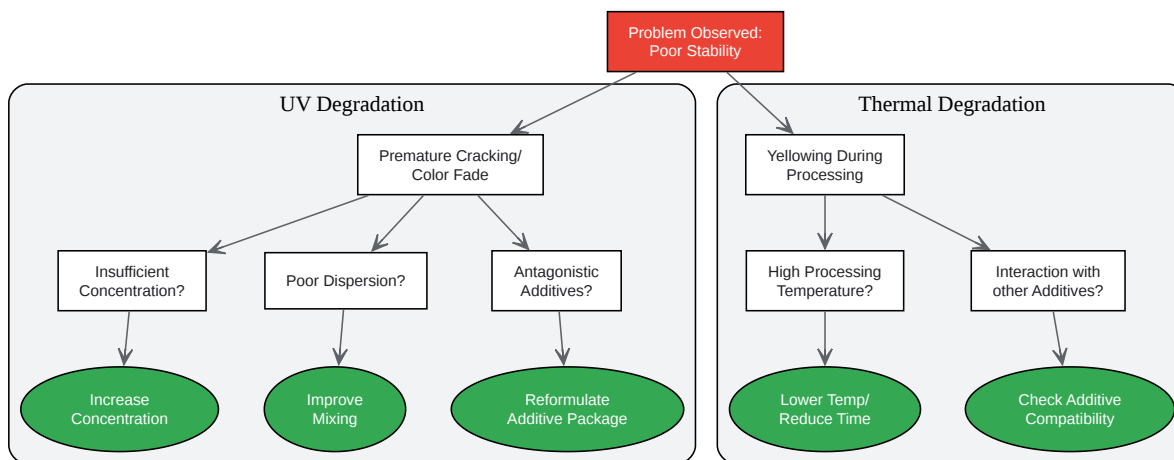 Problem Observed:
Poor Stability
UV Degradation
Thermal Degradation
Premature Cracking/
Color Fade
Yellowing During
Processing
Insufficient
Concentration?
Poor Dispersion?
Antagonistic
Additives?
High Processing
Temperature?
Interaction with
other Additives?
Increase
Concentration
Improve
Mixing
Reformulate
Additive Package
Lower Temp/
Reduce Time
Check Additive
Compatibility